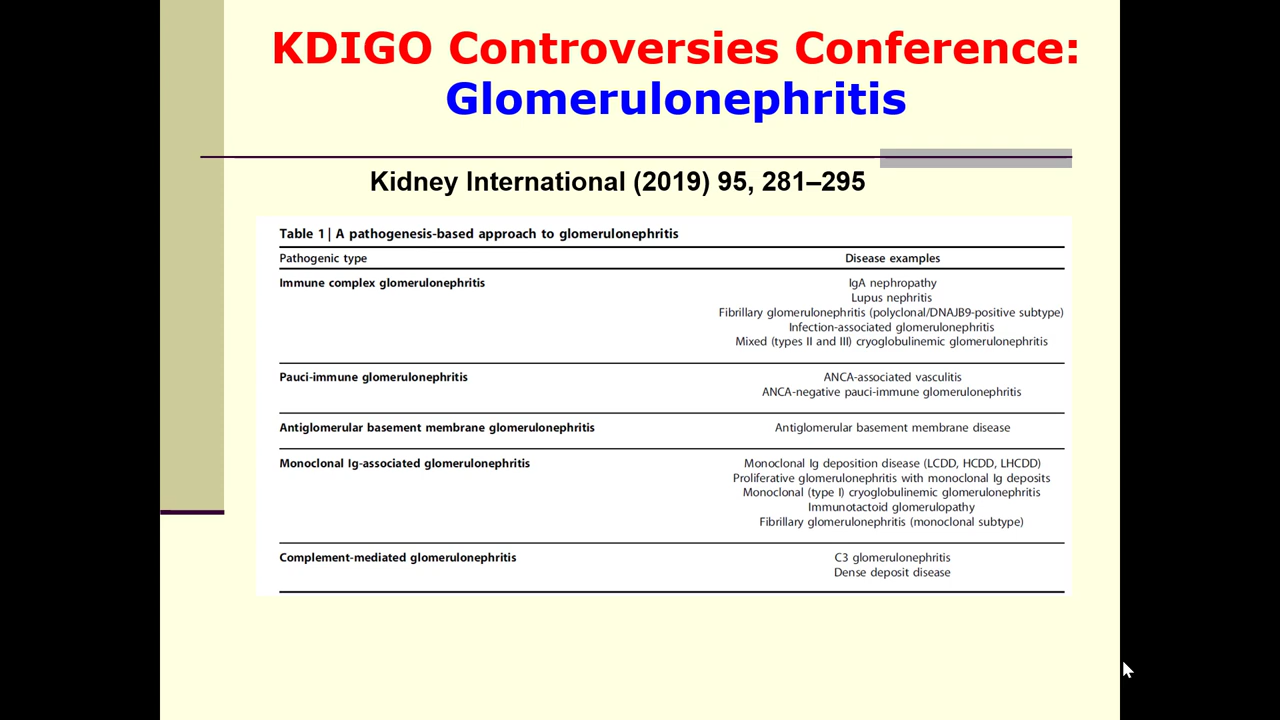 KDIGO Controversies Conference:
Glomerulonephritis
Kidney International (2019) 95, 281–295
Table 1 | A pathogenesis-based approach to glomerulonephritis
Pathogenic type Disease examples
Immune complex glomerulonephritis IgA nephropathy
Lupus nephritis
Fibrillary glomerulonephritis (polyclonal/DNAJB9-positive subtype)
Infection-associated glomerulonephritis
Mixed (types II and III) cryoglobulinemic glomerulonephritis
Pauci-immune glomerulonephritis ANCA-associated vasculitis
ANCA-negative pauci-immune glomerulonephritis
Antiglomerular basement membrane glomerulonephritis Antiglomerular basement membrane disease
Monoclonal Ig-associated glomerulonephritis Monoclonal Ig deposition disease (LCDD, HCDD, LHCDD)
Proliferative glomerulonephritis with monoclonal Ig deposits
Monoclonal (type I) cryoglobulinemic glomerulonephritis
Immunotactoid glomerulopathy
Fibrillary glomerulonephritis (monoclonal subtype)
Complement-mediated glomerulonephritis C3 glomerulonephritis
Dense deposit disease